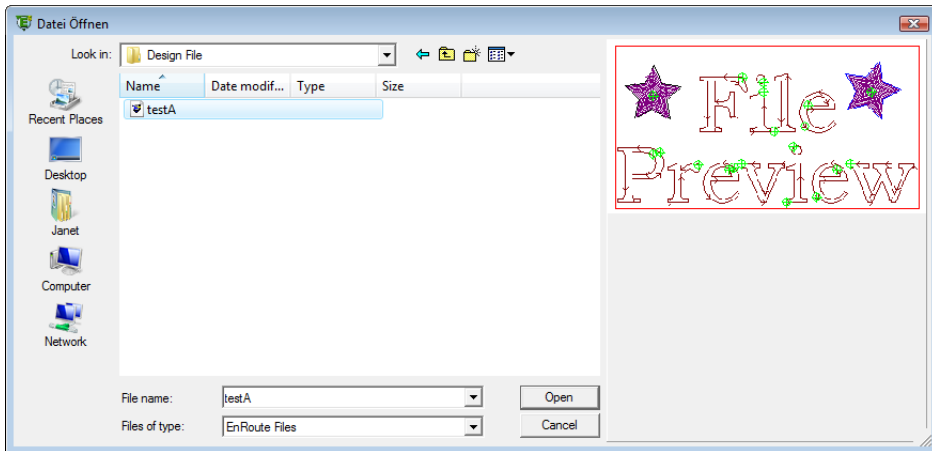 Datei Öffnen
Look in: Design File
Name Date modif... Type Size
testA
Recent Places
Desktop
Janet
Computer
Network
File name: testA Open
Files of type: EnRoute Files Cancel
File
Preview